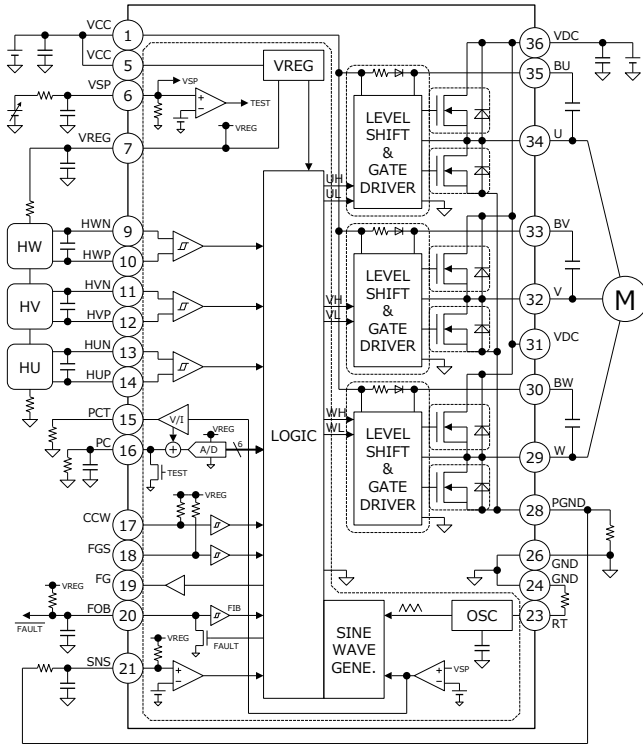 VCC
1
VCC
5
VSP
6
VREG
7
HWN
9
HWP
10
HW
HVN
11
HVP
12
HV
HUN
13
HUP
14
HU
PCT
15
PC
16
CCW
17
FGS
18
FG
19
VREG
FOB
20
FAULT
SNS
21
VREG
VSP
TEST
VREG
V/I
VREG
A/D
6
TEST
VREG
FIB
FAULT
VREG
LOGIC
UH
UL
VH
VL
WH
WL
LEVEL
SHIFT
&
GATE
DRIVER
LEVEL
SHIFT
&
GATE
DRIVER
LEVEL
SHIFT
&
GATE
DRIVER
SINE
WAVE
GENE.
OSC
VSP
36
VDC
35
BU
34
U
33
BV
32
V
31
VDC
30
BW
29
W
28
PGND
26
GND
24
GND
23
RT
M